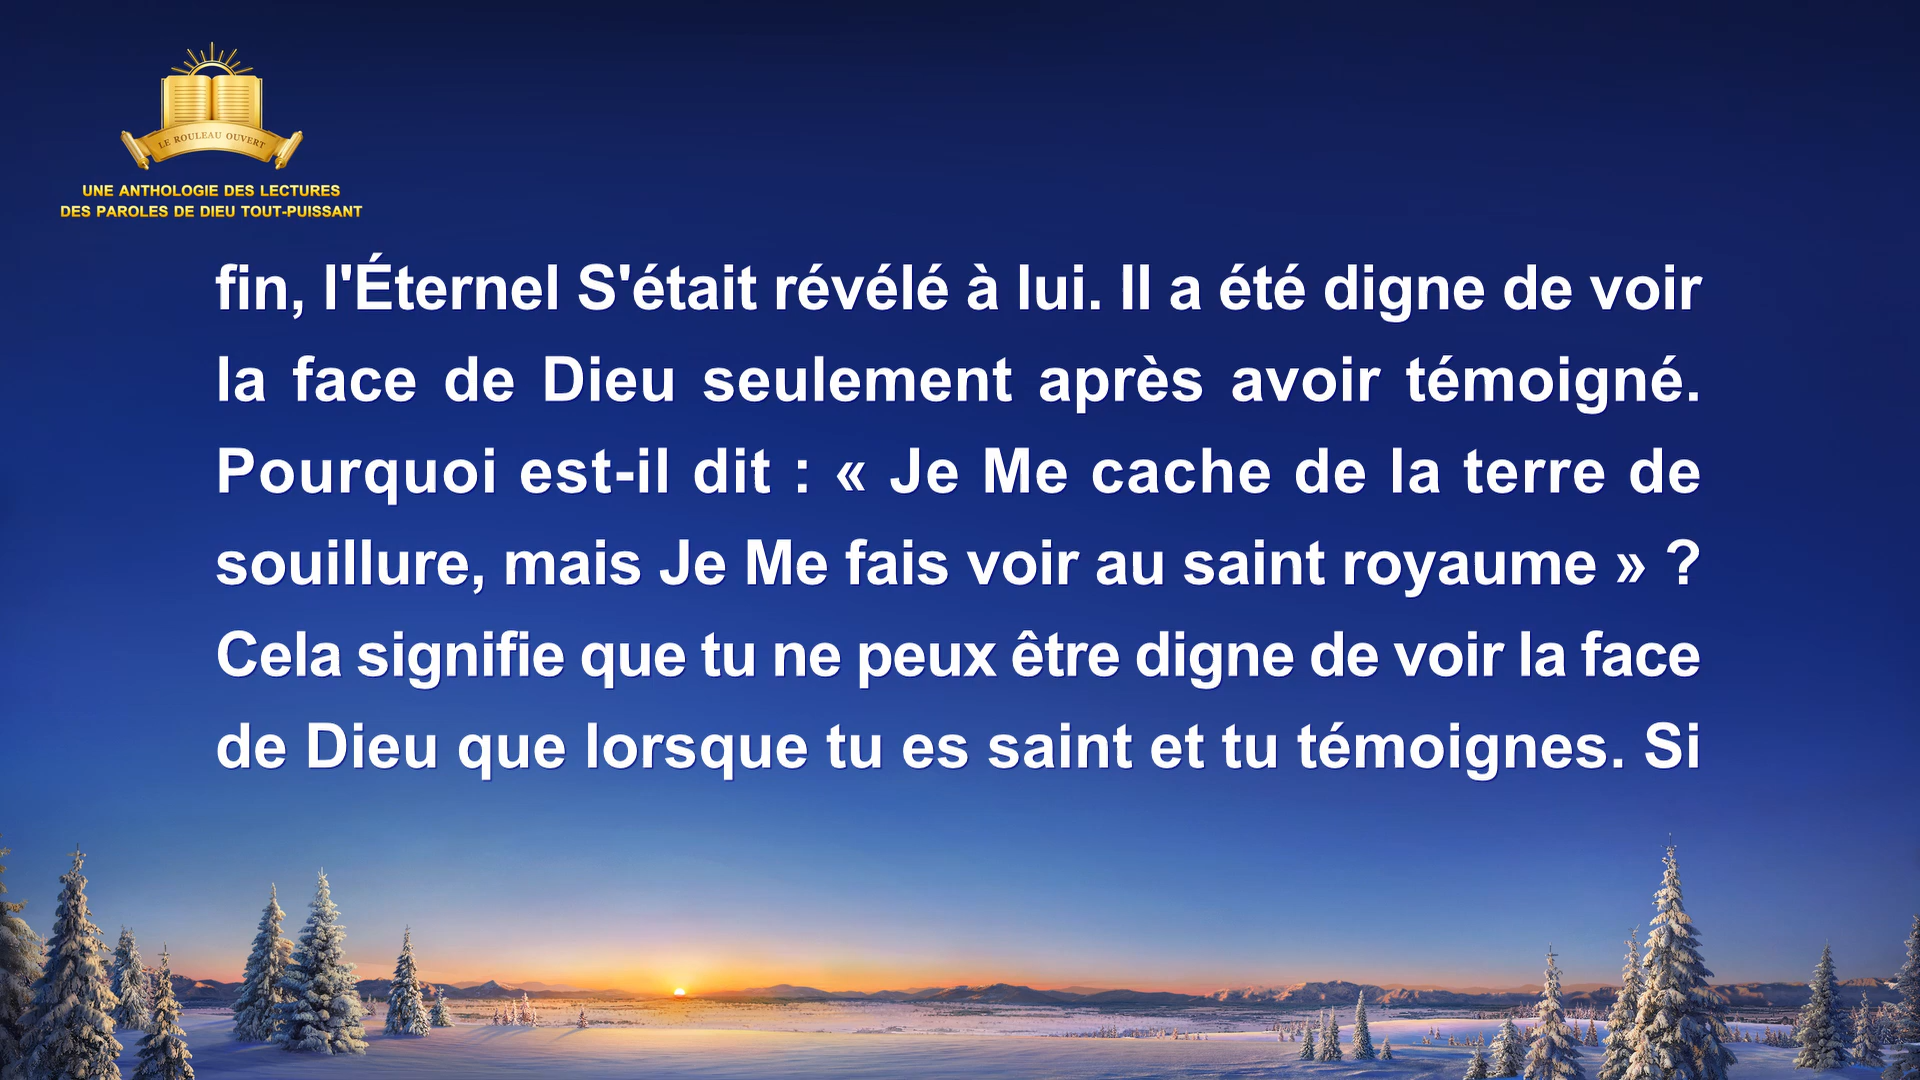 LE ROULEAU OUVERT
UNE ANTHOLOGIE DES LECTURES
DES PAROLES DE DIEU TOUT-PUISSANT
fin, l'Éternel S'était révélé à lui. Il a été digne de voir
la face de Dieu seulement après avoir témoigné.
Pourquoi est-il dit : « Je Me cache de la terre de
souillure, mais Je Me fais voir au saint royaume » ?
Cela signifie que tu ne peux être digne de voir la face
de Dieu que lorsque tu es saint et tu témoignes. Si